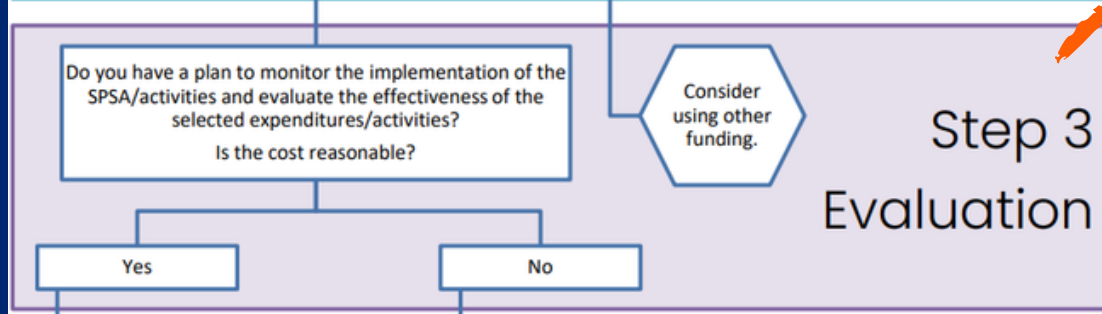 Do you have a plan to monitor the implementation of the
SPSA/activities and evaluate the effectiveness of the
selected expenditures/activities?
Is the cost reasonable?
Consider
using other
funding.
Step 3
Evaluation
Yes
No